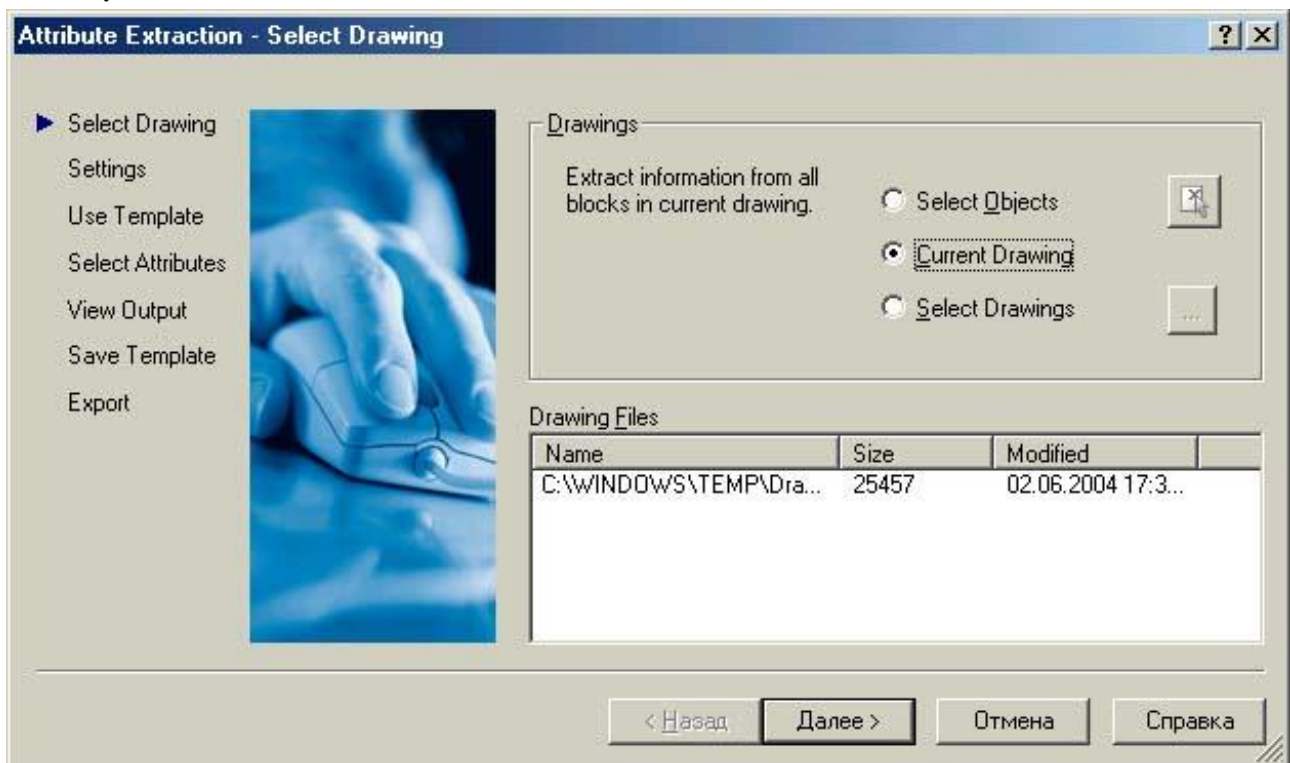 Attribute Extraction - Select Drawing
Select Drawing
Settings
Use Template
Select Attributes
View Output
Save Template
Export
Drawings
Extract information from all
blocks in current drawing.
Select Objects
Current Drawing
Select Drawings
...
Drawing Files
Name Size Modified
C:\WINDOWS\TEMP\Dra... 25457 02.06.2004 17:3...
< Назад Далее > Отмена Справка